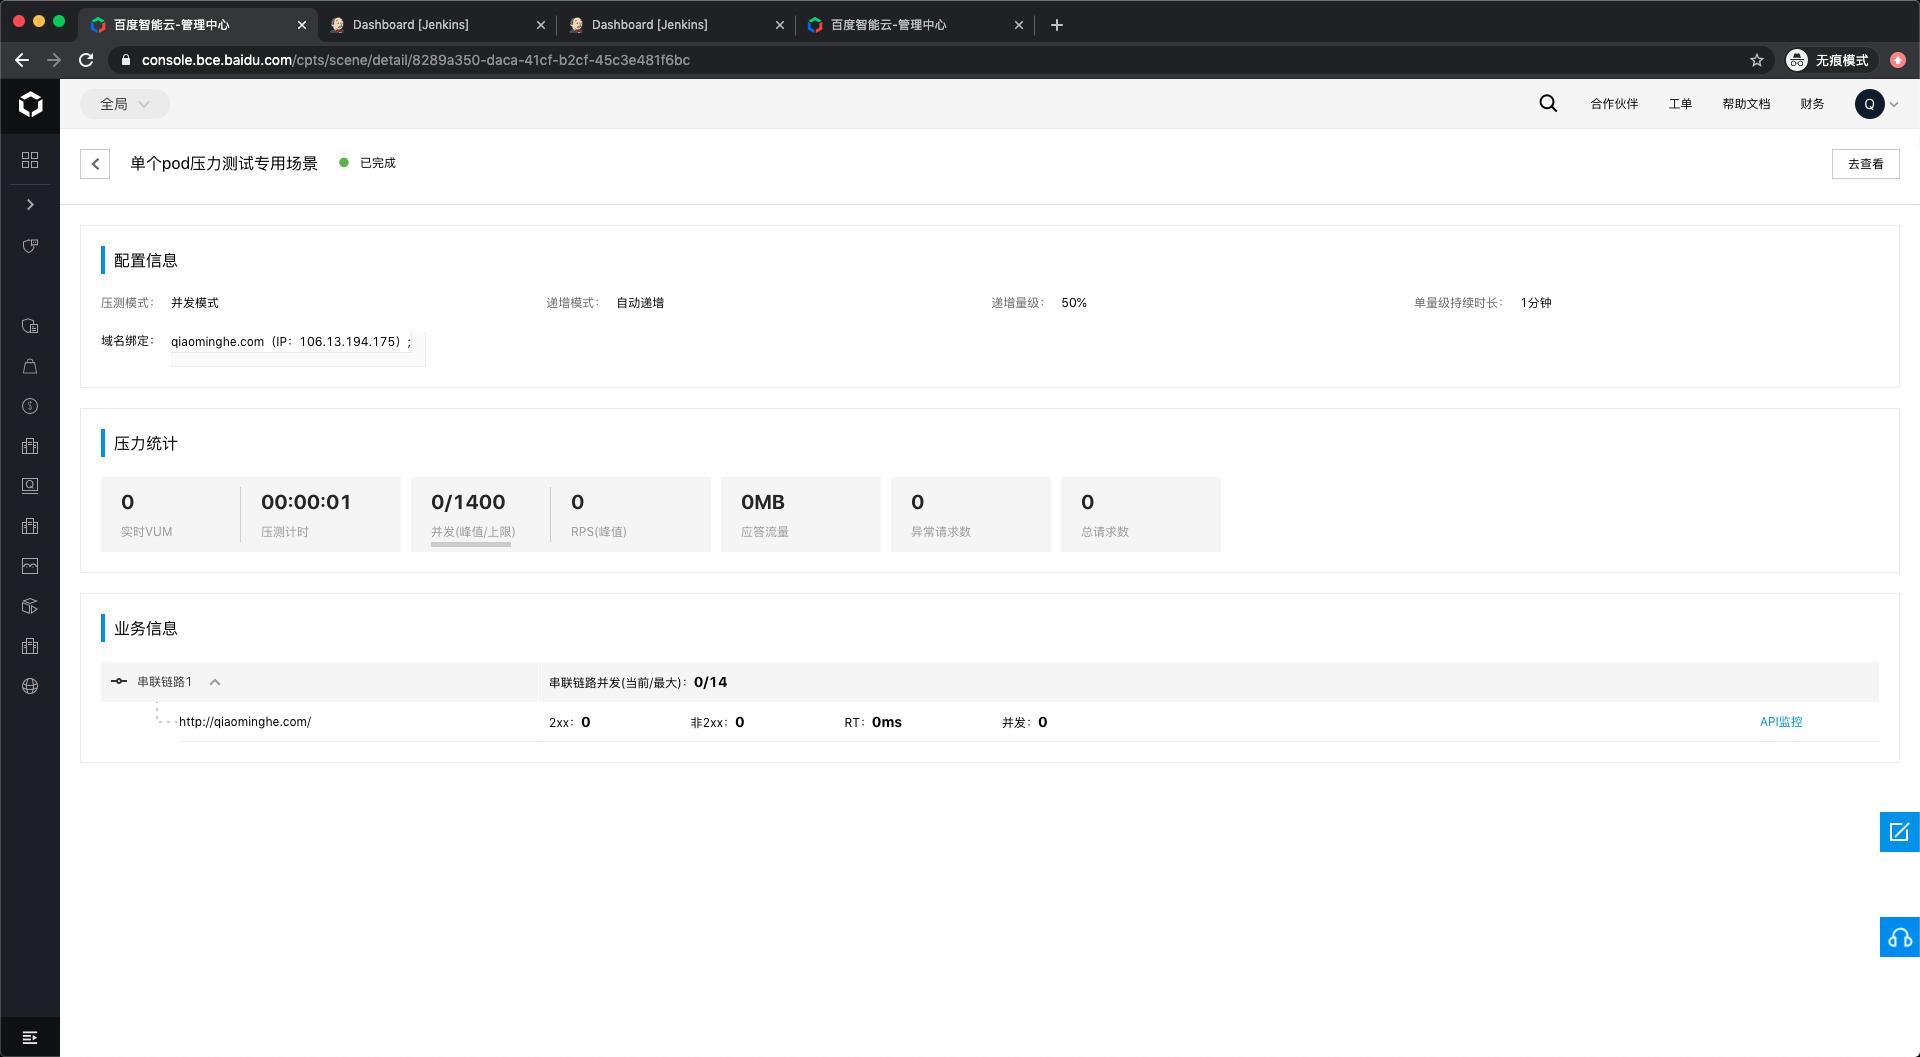 百度智能云-管理中心
Dashboard [Jenkins]
Dashboard [Jenkins]
百度智能云-管理中心
console.bce.baidu.com/cpts/scene/detail/8289a350-daca-41cf-b2cf-45c3e481f6bc
无痕模式
全局
合作伙伴
工单
帮助文档
财务
Q
单个pod压力测试专用场景
已完成
去查看
配置信息
压测模式： 并发模式
递增模式： 自动递增
递增量级： 50%
单量级持续时长： 1分钟
域名绑定： qiaominghe.com（IP：106.13.194.175）;
压力统计
0
实时VUM
00:00:01
压测计时
0/1400
并发(峰值/上限)
0
RPS(峰值)
0MB
应答流量
0
异常请求数
0
总请求数
业务信息
串联链路1
串联链路并发(当前/最大)：0/14
http://qiaominghe.com/
2xx：0
非2xx：0
RT：0ms
并发：0
API监控